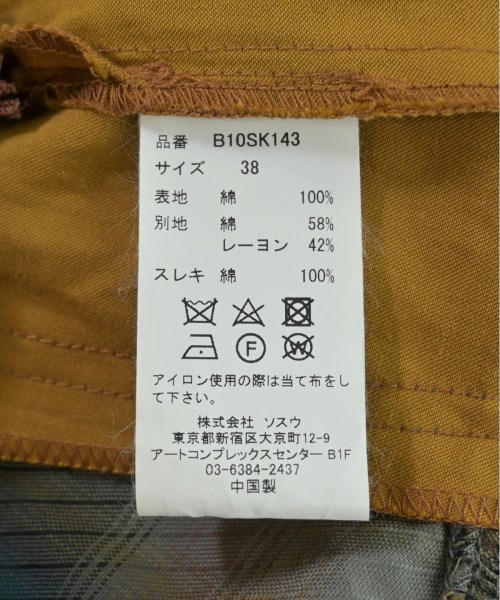 品番 B10SK143
サイズ 38
表地 綿 100%
別地 綿 58%
レーヨン 42%
スレキ 綿 100%
F W
アイロン使用の際は当て布をし
て下さい。
株式会社 ソスウ
東京都新宿区大京町12-9
アートコンプレックスセンター B1F
03-6384-2437
中国製